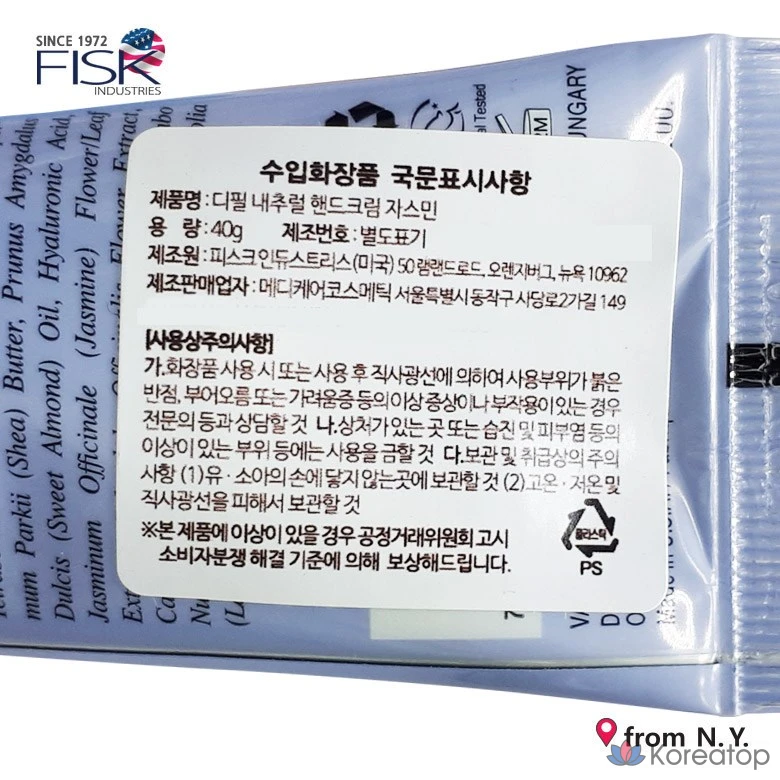 SINCE 1972
FISK
INDUSTRIES
수입화장품 국문표시사항
제품명 : 디필 내추럴 핸드크림 자스민
용 량 : 40g 제조번호 : 별도표기
제조원 : 피스크인듀스트리스(미국) 50 램랜드로드, 오렌지버그, 뉴욕 10962
제조판매업자 : 메디케어코스메틱 서울특별시 동작구 사당로2가길 149
[사용상주의사항]
가.화장품 사용 시 또는 사용 후 직사광선에 의하여 사용부위가 붉은
반점, 부어오름 또는 가려움증 등의 이상 증상이나 부작용이 있는 경우
전문의 등과 상담할 것 나.상처가 있는 곳 또는 습진 및 피부염 등의
이상이 있는 부위 등에는 사용을 금할 것 다.보관 및 취급상의 주의
사항 (1)유 · 소아의 손에 닿지 않는곳에 보관할 것 (2)고온 · 저온 및
직사광선을 피해서 보관할 것
※본 제품에 이상이 있을 경우 공정거래위원회 고시
소비자분쟁 해결 기준에 의해 보상해드립니다.
플라스틱
PS
mum Parkii (Shea) Butter, Prunus Amygdalus
Dulcis (Sweet Almond) Oil, Hyaluronic Acid,
Jasminum Officinale (Jasmine) Flower/Leaf
Flower Extract,
Tested
from N.Y.
Koreatop